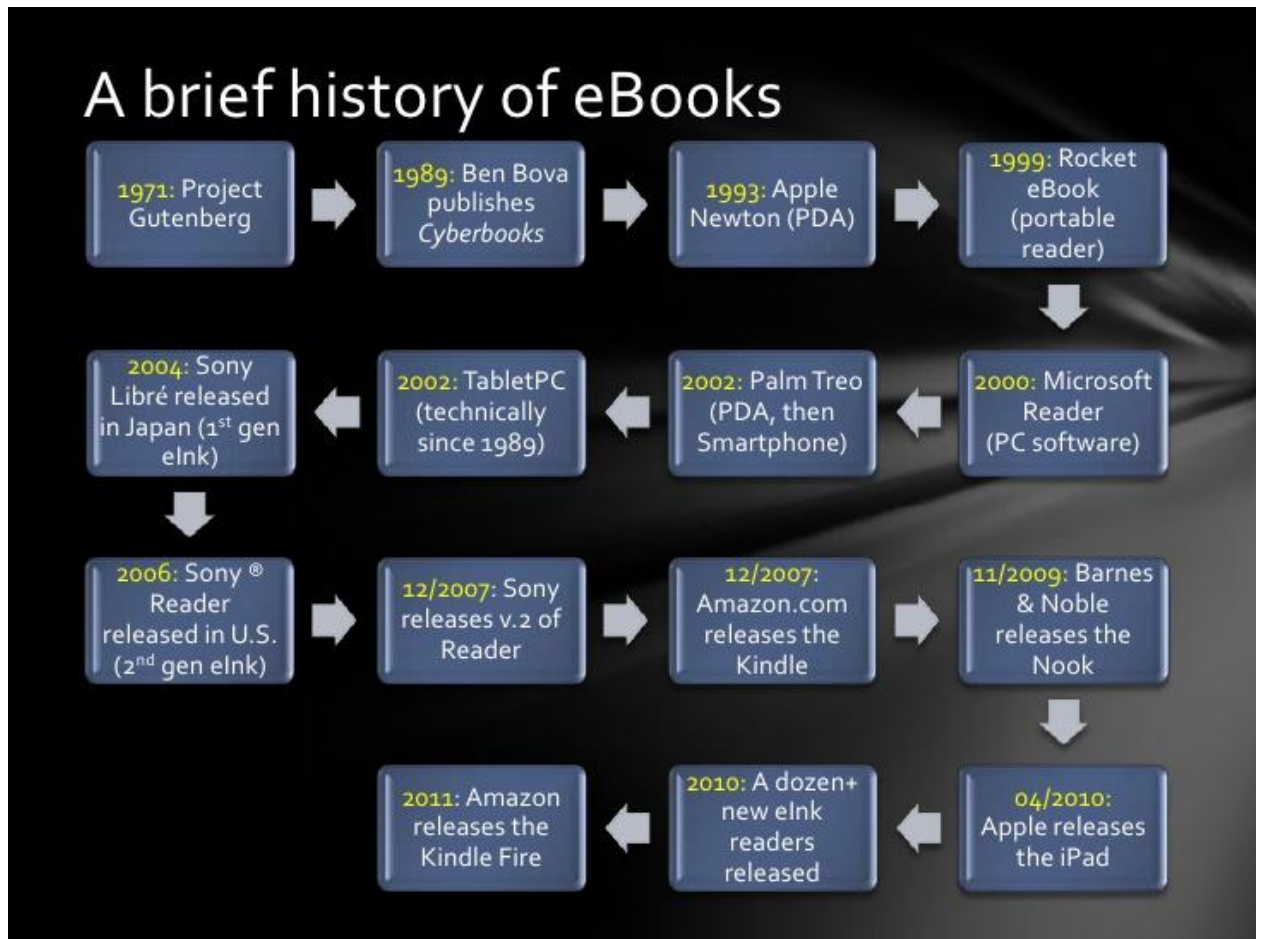 A brief history of eBooks
1971: Project
Gutenberg
1989: Ben Bova
publishes
Cyberbooks
1993: Apple
Newton (PDA)
1999: Rocket
eBook
(portable
reader)
2000: Microsoft
Reader
(PC software)
2002: Palm Treo
(PDA, then
Smartphone)
2002: TabletPC
(technically
since 1989)
2004: Sony
Libré released
in Japan (1st gen
eInk)
2006: Sony ®
Reader
released in U.S.
(2nd gen eInk)
12/2007: Sony
releases v.2 of
Reader
12/2007:
Amazon.com
releases the
Kindle
11/2009: Barnes
& Noble
releases the
Nook
04/2010:
Apple releases
the iPad
2010: A dozen+
new eInk
readers
released
2011: Amazon
releases the
Kindle Fire